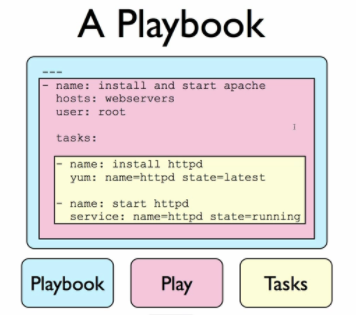 A Playbook
---
- name: install and start apache
hosts: webservers
user: root
tasks:
- name: install httpd
yum: name=httpd state=latest
- name: start httpd
service: name=httpd state=running
Playbook
Play
Tasks